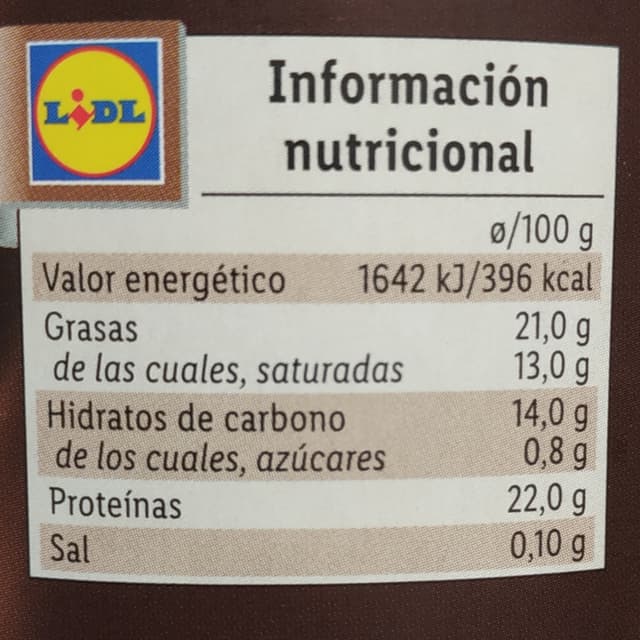 LIDL
Información
nutricional
ø/100 g
Valor energético 1642 kJ/396 kcal
Grasas 21,0 g
de las cuales, saturadas 13,0 g
Hidratos de carbono 14,0 g
de los cuales, azúcares 0,8 g
Proteínas 22,0 g
Sal 0,10 g